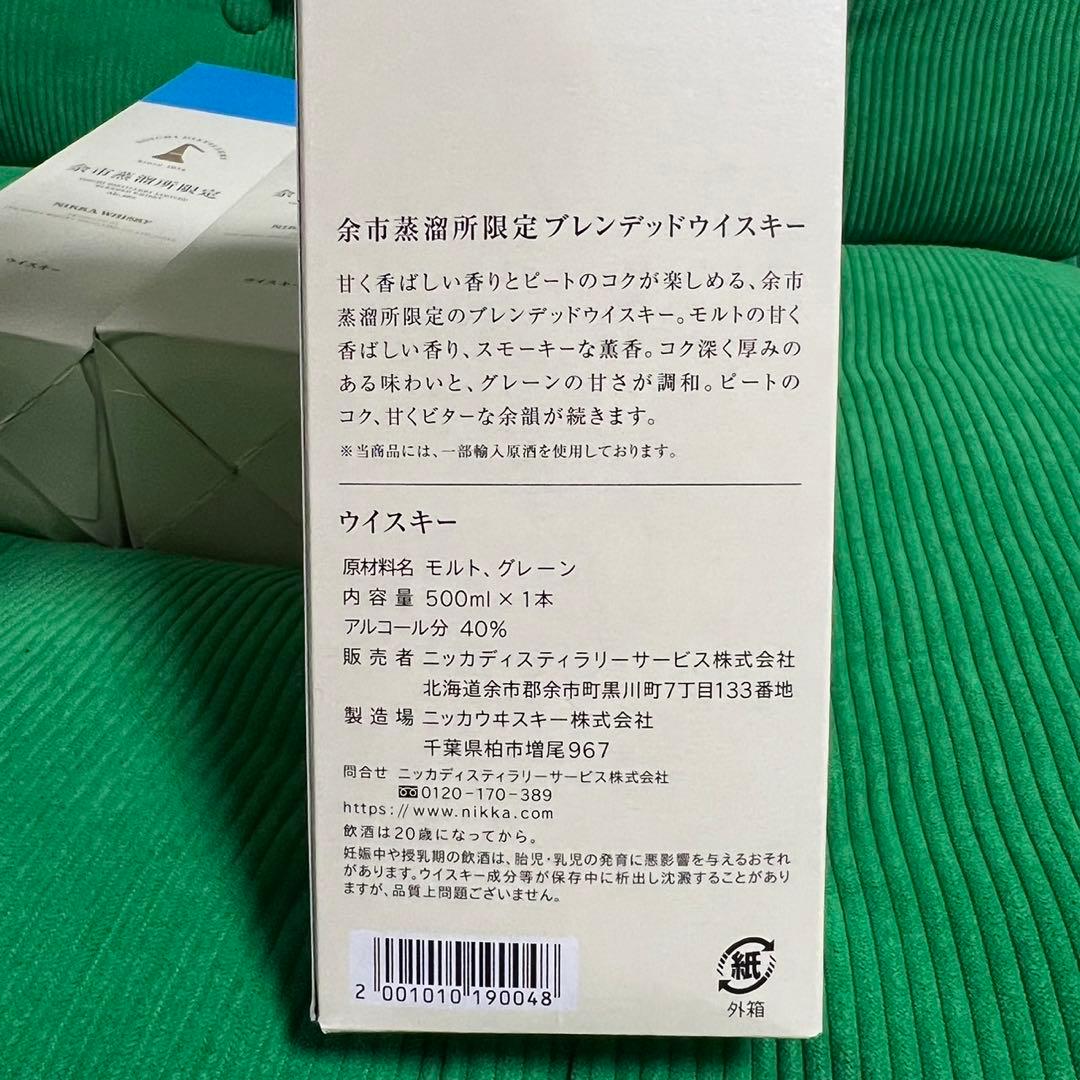 余市蒸溜所限定
NIKKA WHISKY
ウイスキー
余市蒸溜所限定ブレンデッドウイスキー
甘く香ばしい香りとピートのコクが楽しめる、余市
蒸溜所限定のブレンデッドウイスキー。モルトの甘く
香ばしい香り、スモーキーな薫香。コク深く厚みの
ある味わいと、グレーンの甘さが調和。ピートの
コク、甘くビターな余韻が続きます。
※当商品には、一部輸入原酒を使用しております。
ウイスキー
原材料名 モルト、グレーン
内容量 500ml×1本
アルコール分 40%
販売者 ニッカディスティラリーサービス株式会社
北海道余市郡余市町黒川町7丁目133番地
製造場 ニッカウヰスキー株式会社
千葉県柏市増尾967
問合せ ニッカディスティラリーサービス株式会社
0120-170-389
https://www.nikka.com
飲酒は20歳になってから。
妊娠中や授乳期の飲酒は、胎児・乳児の発育に悪影響を与えるおそれ
があります。ウイスキー成分等が保存中に析出し沈澱することがあり
ますが、品質上問題ございません。
2 001010 190048
紙
外箱